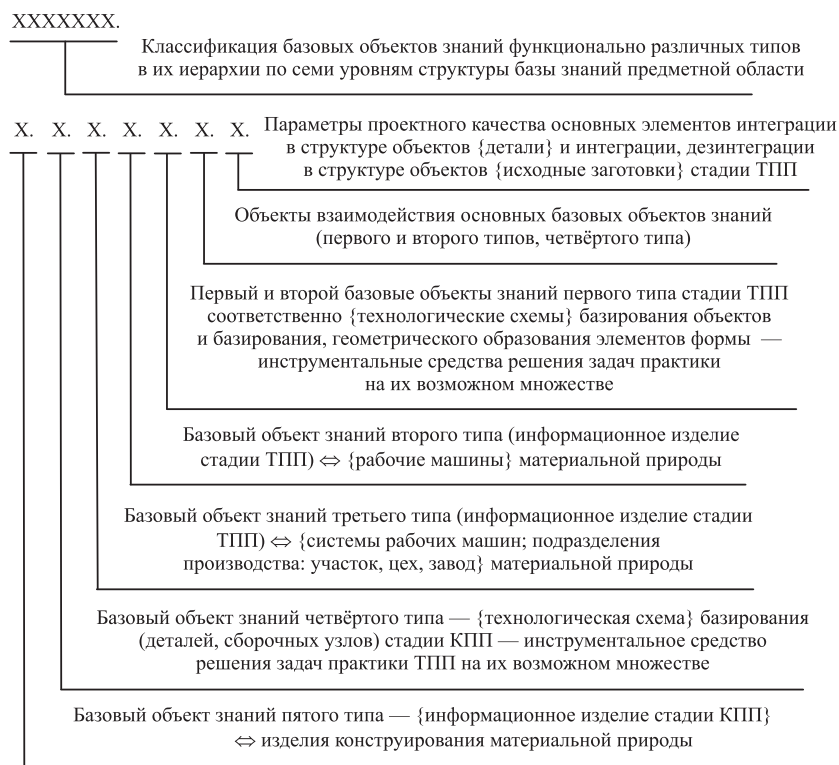 XXXXXXX.
Классификация базовых объектов знаний функционально различных типов
в их иерархии по семи уровням структуры базы знаний предметной области
X. X. X. X. X. X. X.
Параметры проектного качества основных элементов интеграции
в структуре объектов {детали} и интеграции, дезинтеграции
в структуре объектов {исходные заготовки} стадии ТПП
Объекты взаимодействия основных базовых объектов знаний
(первого и второго типов, четвёртого типа)
Первый и второй базовые объекты знаний первого типа стадии ТПП
соответственно {технологические схемы} базирования объектов
и базирования, геометрического образования элементов формы —
инструментальные средства решения задач практики
на их возможном множестве
Базовый объект знаний второго типа (информационное изделие
стадии ТПП) ⇔ {рабочие машины} материальной природы
Базовый объект знаний третьего типа (информационное изделие стадии
ТПП) ⇔ {системы рабочих машин; подразделения
производства: участок, цех, завод} материальной природы
Базовый объект знаний четвёртого типа — {технологическая схема} базирования
(деталей, сборочных узлов) стадии КПП — инструментальное средство
решения задач практики ТПП на их возможном множестве
Базовый объект знаний пятого типа — {информационное изделие стадии КПП}
⇔ изделия конструирования материальной природы